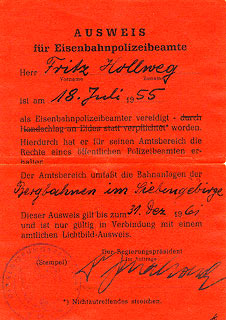 AUSWEIS
für Eisenbahnpolizeibeamte
Herr Fritz Hollweg
Vorname Zuname
ist am 18. Juli 1955
als Eisenbahnpolizeibeamter vereidigt - durch
Handschlag an Eides statt verpflichtet* worden.
Hierdurch hat er für seinen Amtsbereich die
Rechte eines öffentlichen Polizeibeamten er-
halten.
Der Amtsbereich umfaßt die Bahnanlagen der
Bergbahnen im Siebengebirge
Dieser Ausweis gilt bis zum 31. Dez. 1961
und ist nur gültig in Verbindung mit einem
amtlichen Lichtbild-Ausweis.
Der Regierungspräsident
(Stempel) Im Auftrage
*) Nichtzutreffendes streichen.